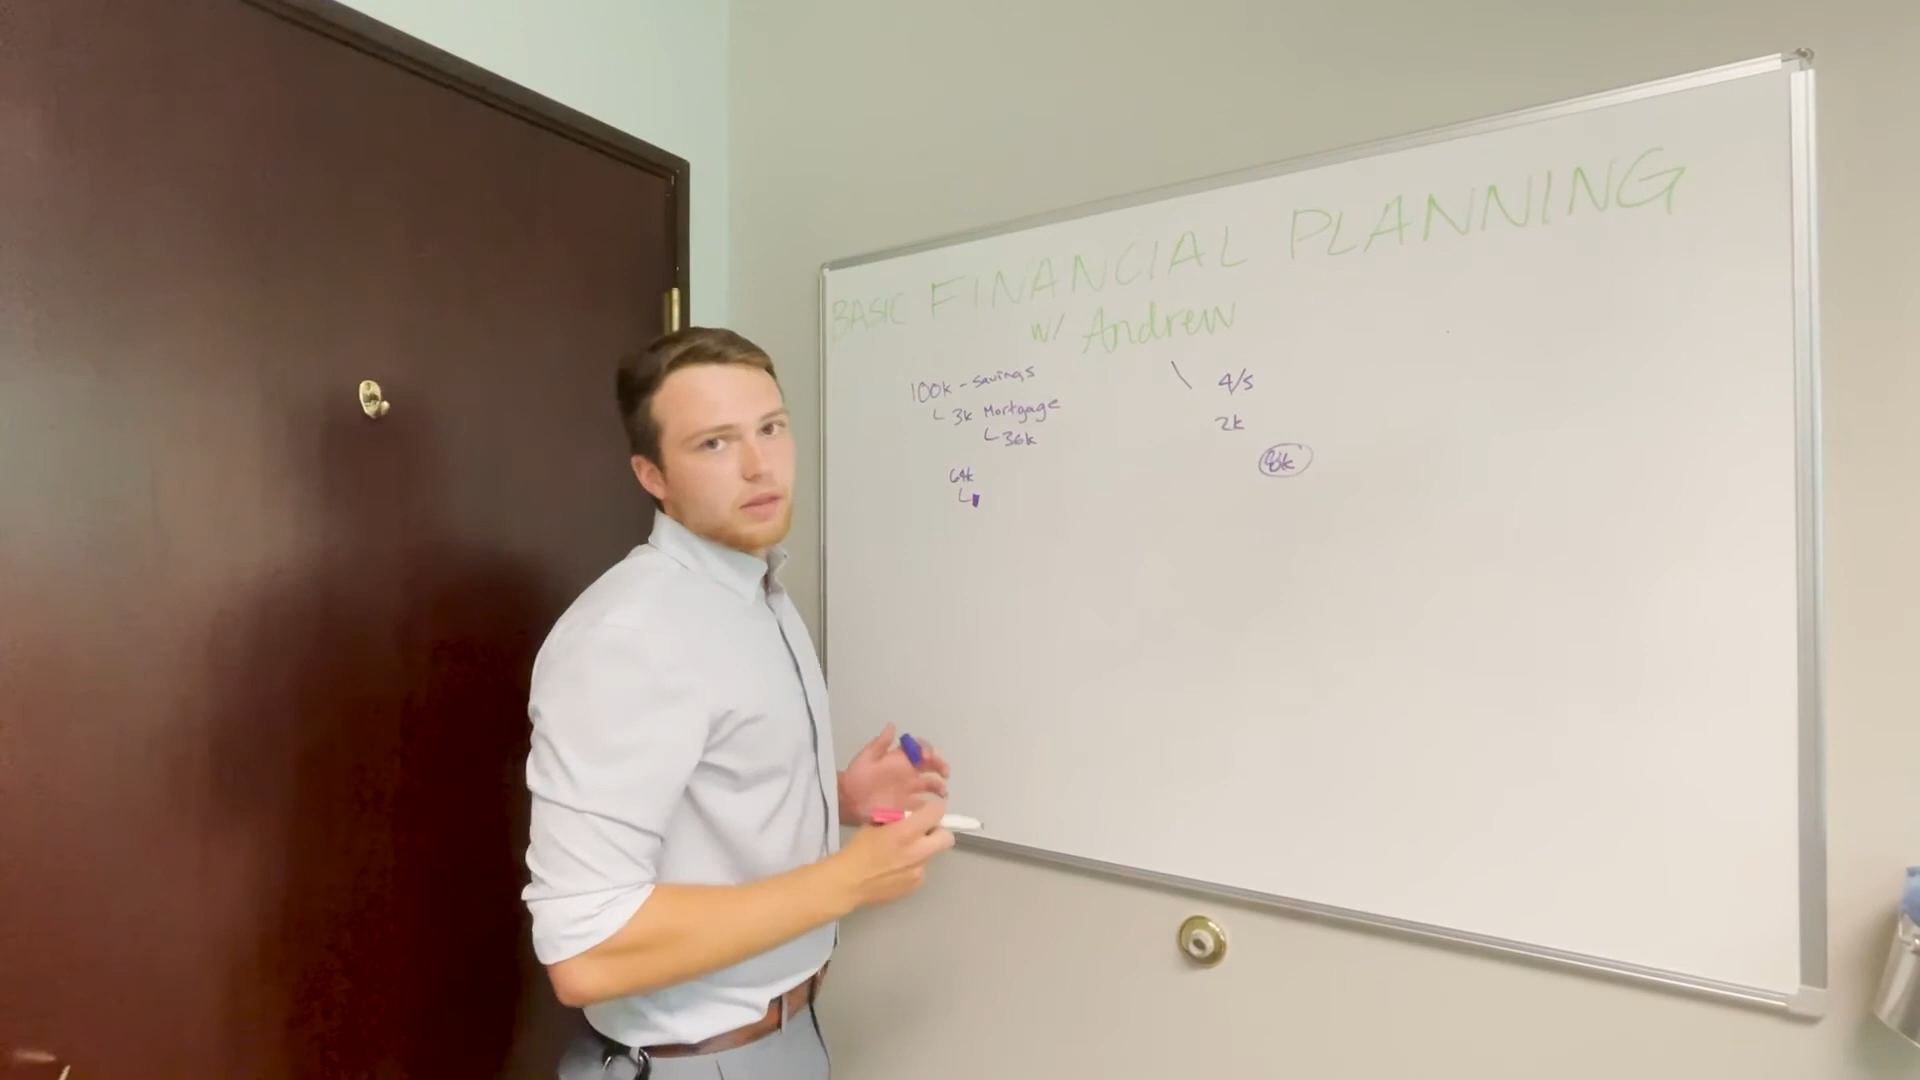 BASIC FINANCIAL PLANNING
w/ Andrew
100k - Savings
3k Mortgage
36k
64k
4/5
2k
8k